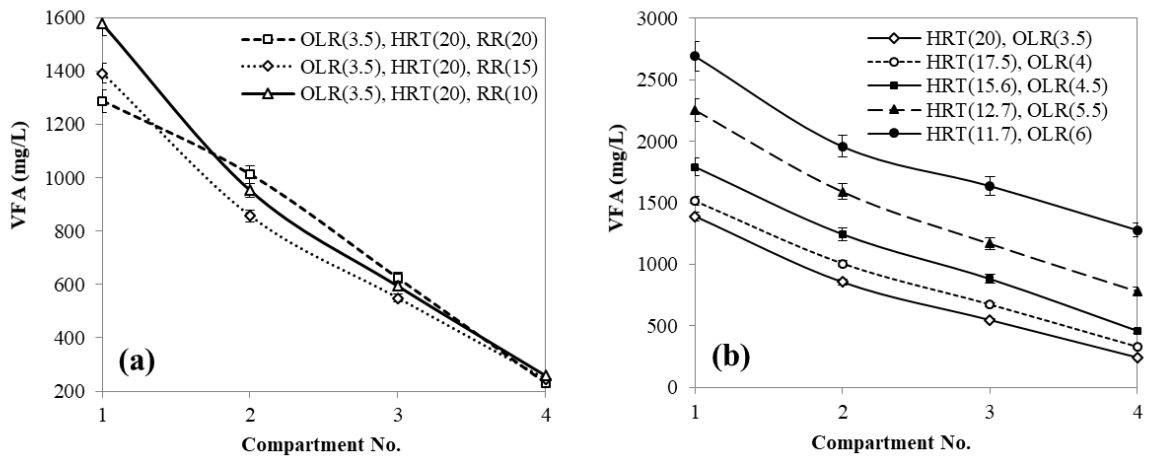 1600
1400
1200
1000
800
600
400
200
VFA (mg/L)
OLR(3.5), HRT(20), RR(20)
OLR(3.5), HRT(20), RR(15)
OLR(3.5), HRT(20), RR(10)
(a)
1 2 3 4
Compartment No.
3000
2500
2000
1500
1000
500
0
VFA (mg/L)
HRT(20), OLR(3.5)
HRT(17.5), OLR(4)
HRT(15.6), OLR(4.5)
HRT(12.7), OLR(5.5)
HRT(11.7), OLR(6)
(b)
1 2 3 4
Compartment No.